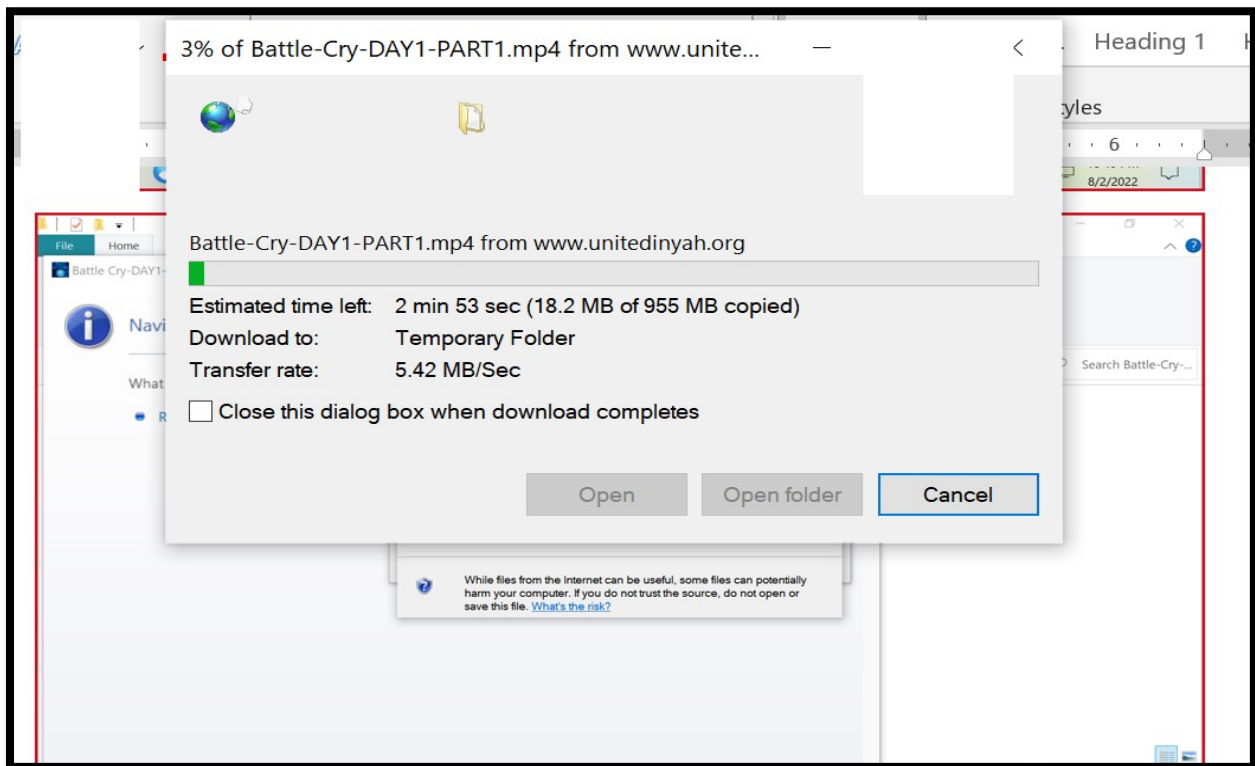 3% of Battle-Cry-DAY1-PART1.mp4 from www.unite...
Heading 1
yles
6
8/2/2022
File Home
Battle Cry-DAY1-
Battle-Cry-DAY1-PART1.mp4 from www.unitedinyah.org
Navi
Estimated time left: 2 min 53 sec (18.2 MB of 955 MB copied)
Download to: Temporary Folder
Transfer rate: 5.42 MB/Sec
Search Battle-Cry-...
What
R
Close this dialog box when download completes
Open Open folder Cancel
While files from the Internet can be useful, some files can potentially
harm your computer. If you do not trust the source, do not open or
save this file. What's the risk?